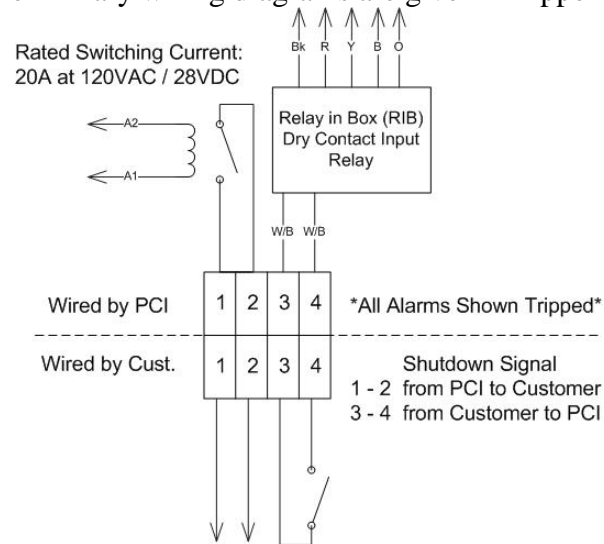 Bk R Y B O
Rated Switching Current:
20A at 120VAC / 28VDC
Relay in Box (RIB)
Dry Contact Input
Relay
A2
A1
W/B W/B
Wired by PCI 1 2 3 4 *All Alarms Shown Tripped*
Wired by Cust. 1 2 3 4 Shutdown Signal
1 - 2 from PCI to Customer
3 - 4 from Customer to PCI